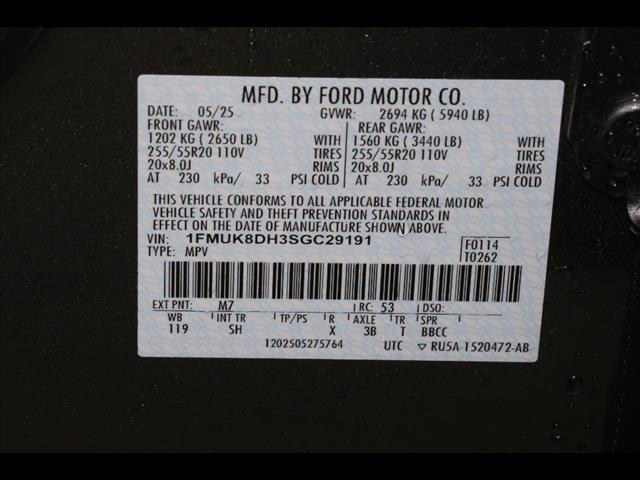 MFD. BY FORD MOTOR CO.
DATE: 05/25 GVWR: 2694 KG ( 5940 LB)
FRONT GAWR: REAR GAWR:
1202 KG ( 2650 LB) WITH 1560 KG ( 3440 LB) WITH
255/55R20 110V TIRES 255/55R20 110V TIRES
20x8.0J RIMS 20x8.0J RIMS
AT 230 kPa/ 33 PSI COLD AT 230 kPa/ 33 PSI COLD
THIS VEHICLE CONFORMS TO ALL APPLICABLE FEDERAL MOTOR
VEHICLE SAFETY AND THEFT PREVENTION STANDARDS IN
EFFECT ON THE DATE OF MANUFACTURE SHOWN ABOVE.
VIN: 1FMUK8DH3SGC29191 F0114
TYPE: MPV T0262
EXT PNT: M7 RC: 53 DSO:
WB INT TR TP/PS R AXLE TR SPR
119 SH X 3B T BBCC
1202505275764 UTC ▽ RU5A 1520472-AB